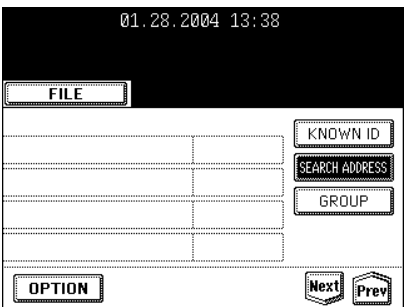 01.28.2004 13:38
FILE
KNOWN ID
SEARCH ADDRESS
GROUP
OPTION
Next
Prev